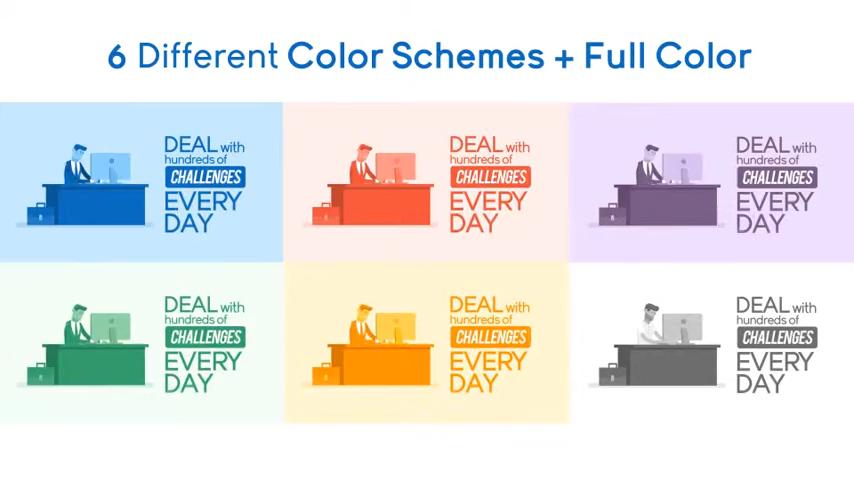 6 Different Color Schemes + Full Color
DEAL with
hundreds of
CHALLENGES
EVERY
DAY
DEAL with
hundreds of
CHALLENGES
EVERY
DAY
DEAL with
hundreds of
CHALLENGES
EVERY
DAY
DEAL with
hundreds of
CHALLENGES
EVERY
DAY
DEAL with
hundreds of
CHALLENGES
EVERY
DAY
DEAL with
hundreds of
CHALLENGES
EVERY
DAY